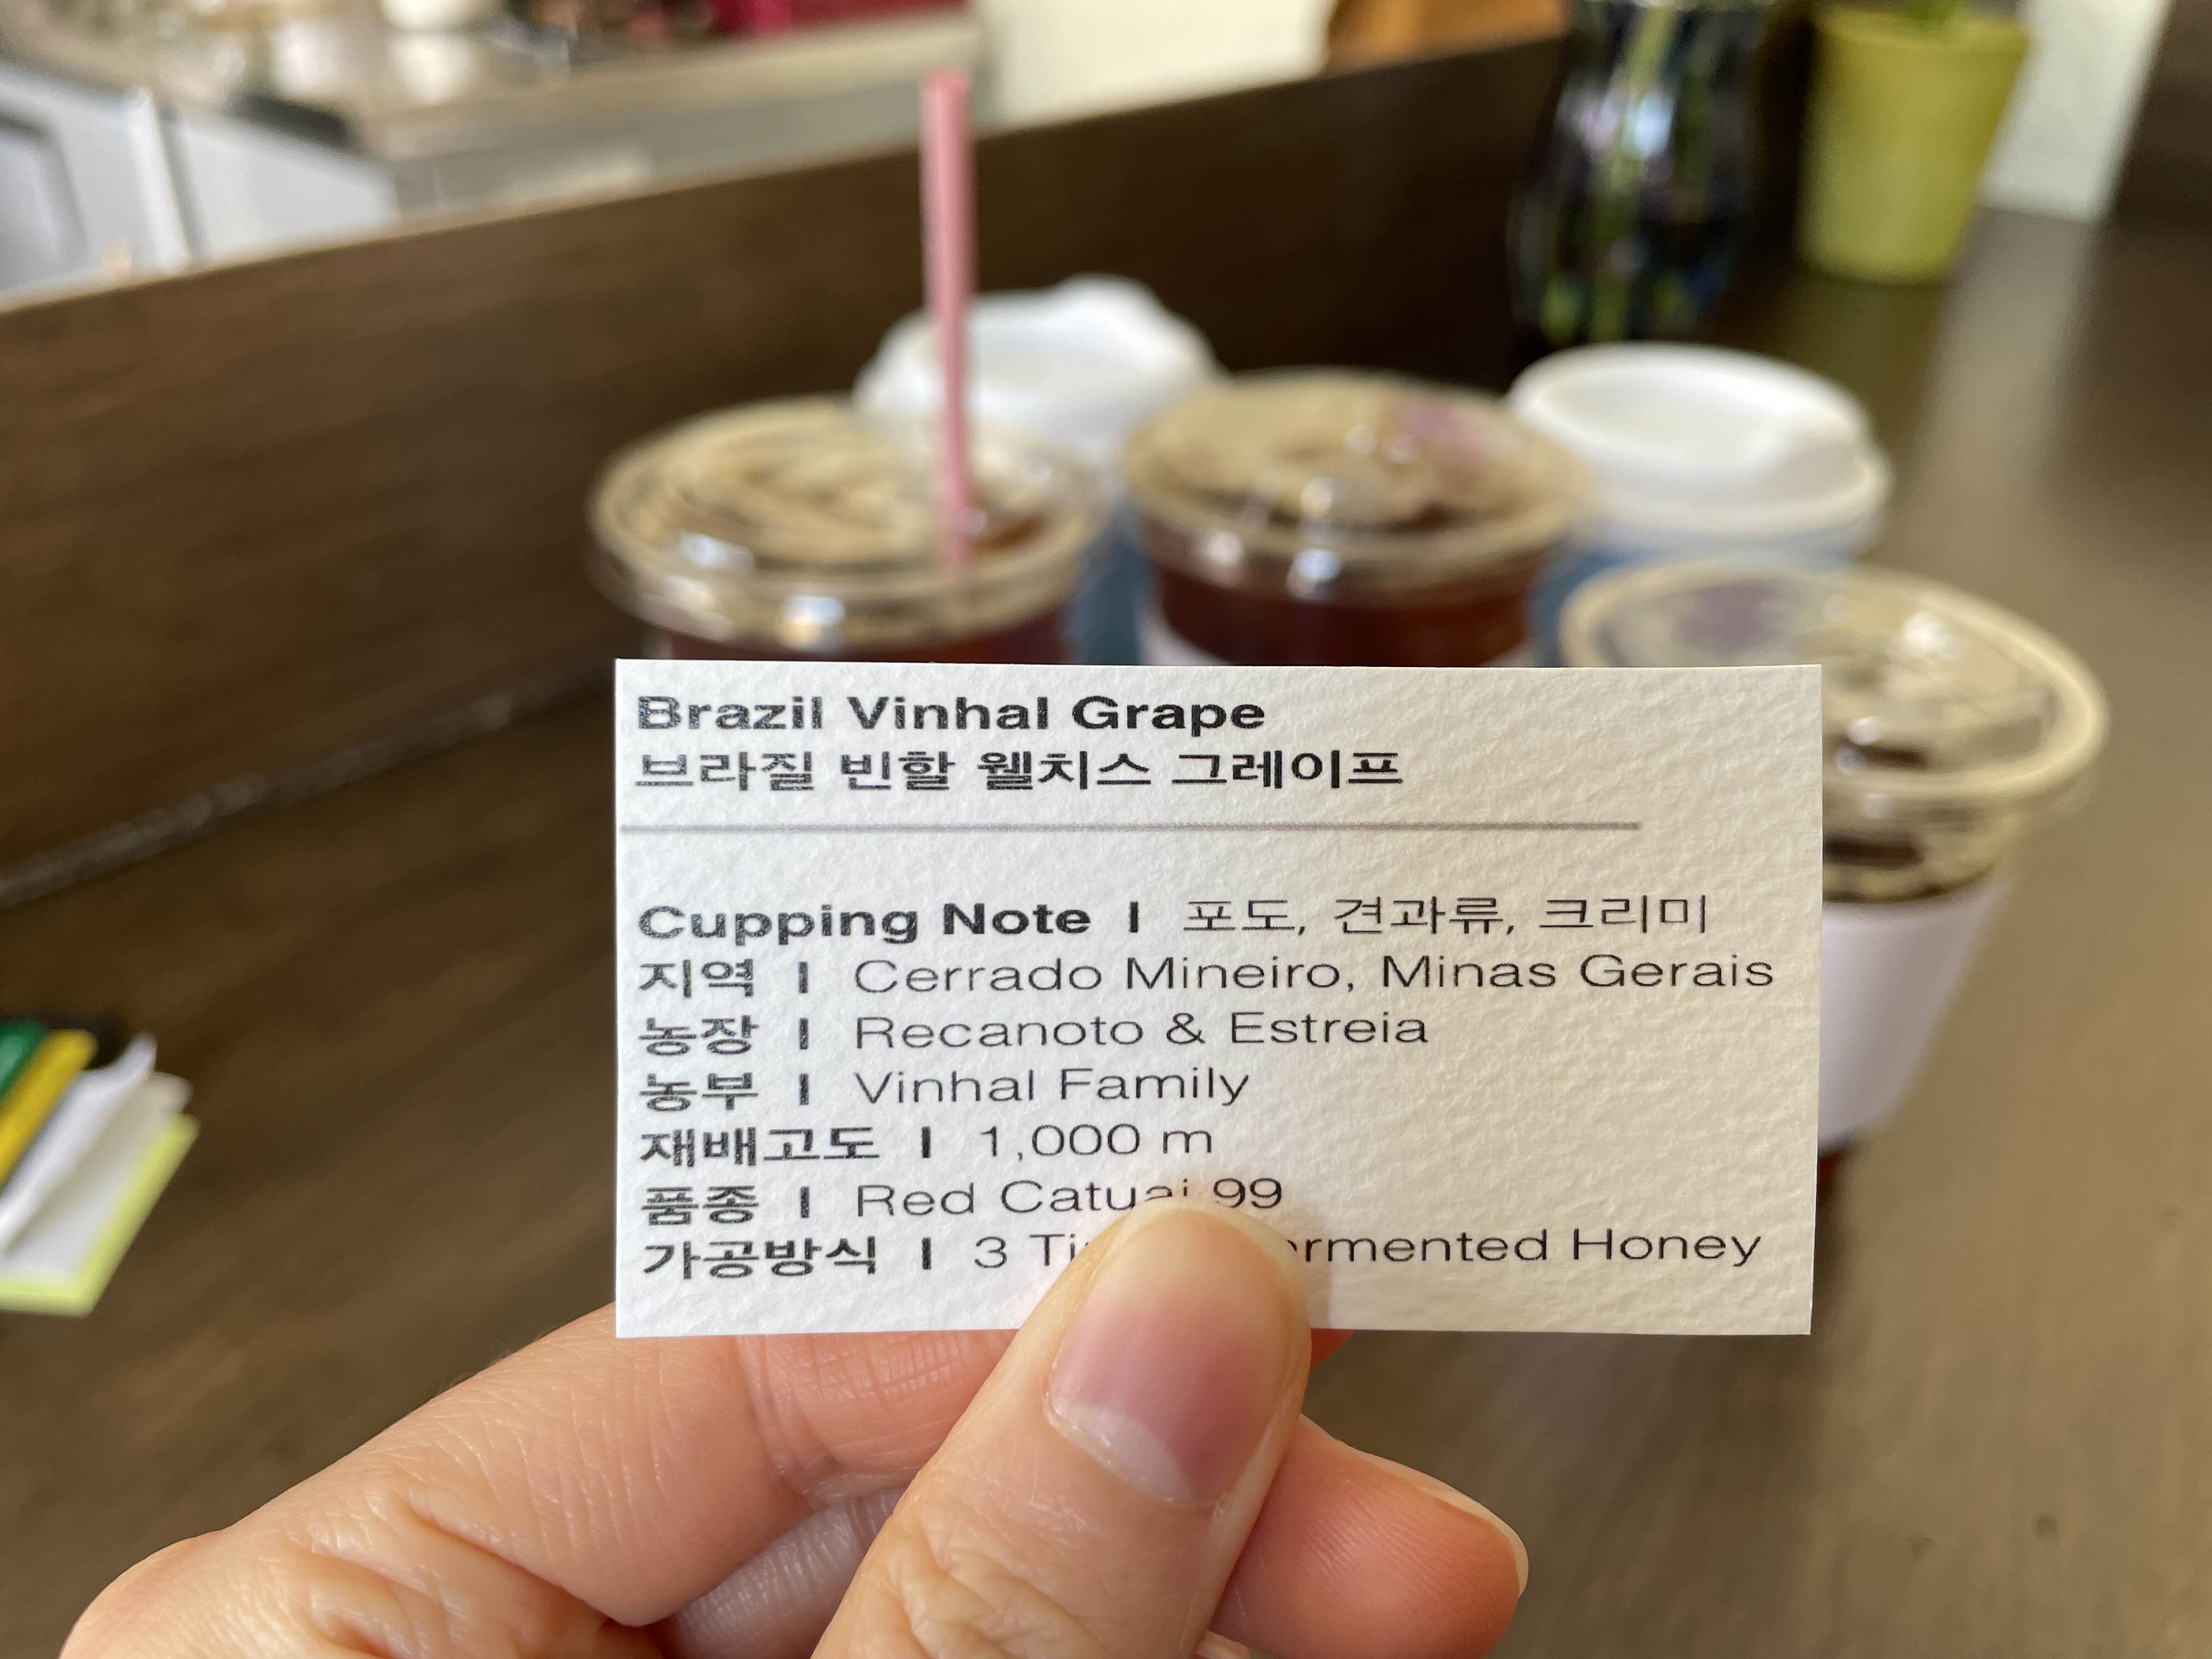 Brazil Vinhal Grape
브라질 빈할 웰치스 그레이프
Cupping Note I 포도, 견과류, 크리미
지역 I Cerrado Mineiro, Minas Gerais
농장 I Recanoto & Estreia
농부 I Vinhal Family
재배고도 I 1,000 m
품종 I Red Catuai 99
가공방식 I 3 Honey